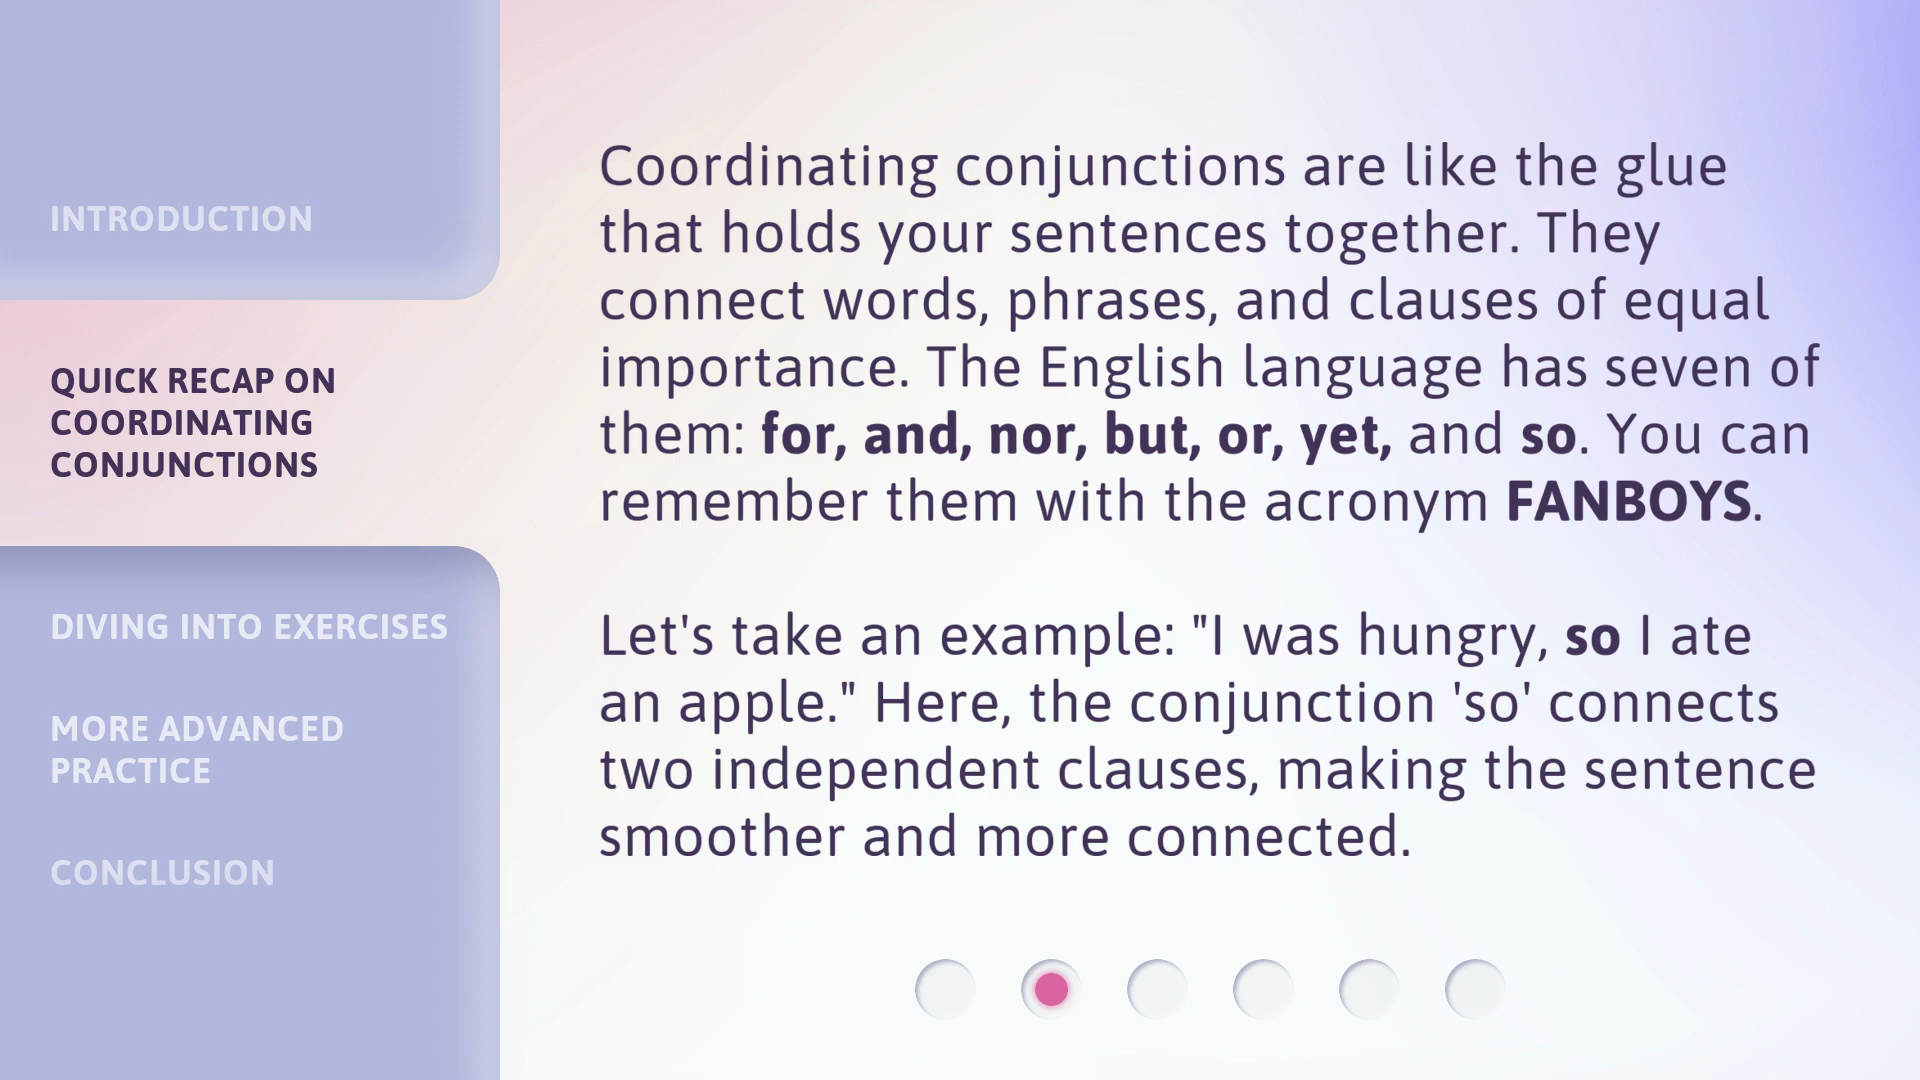 INTRODUCTION
QUICK RECAP ON
COORDINATING
CONJUNCTIONS
DIVING INTO EXERCISES
MORE ADVANCED
PRACTICE
CONCLUSION
Coordinating conjunctions are like the glue
that holds your sentences together. They
connect words, phrases, and clauses of equal
importance. The English language has seven of
them: for, and, nor, but, or, yet, and so. You can
remember them with the acronym FANBOYS.
Let's take an example: "I was hungry, so I ate
an apple." Here, the conjunction 'so' connects
two independent clauses, making the sentence
smoother and more connected.